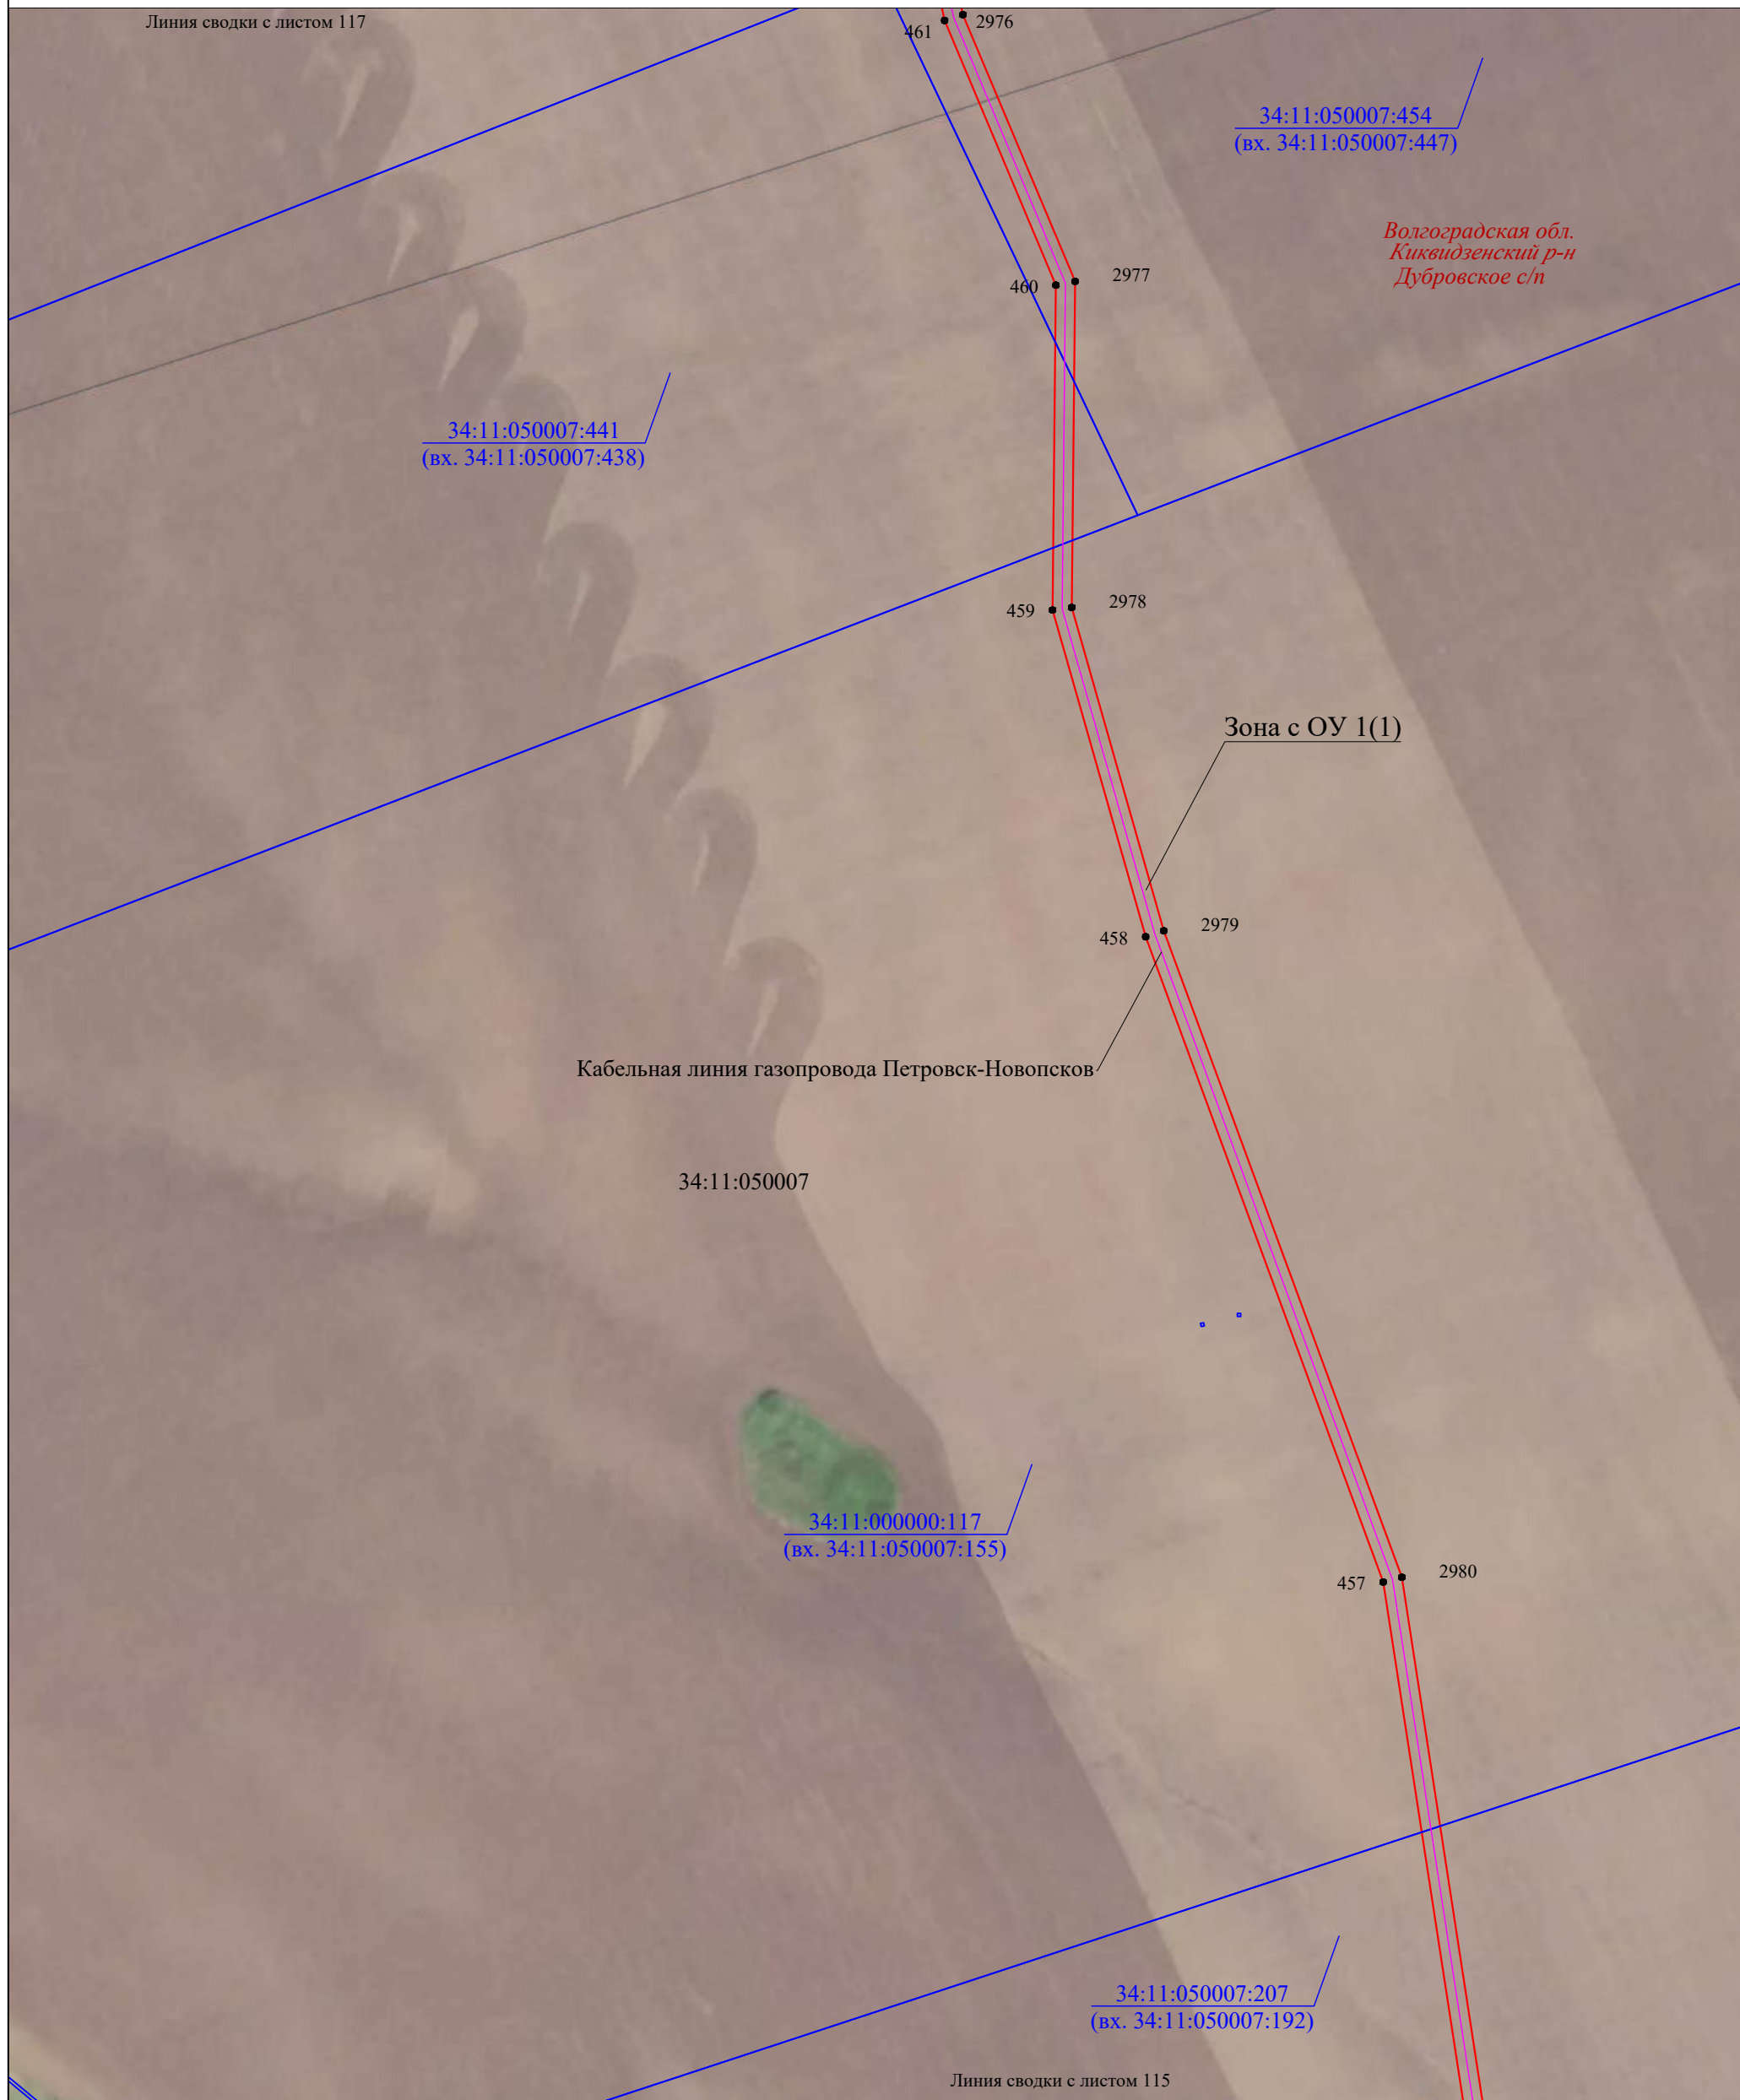 Линия сводки с листом 117
461
2976
34:11:050007:454
(вх. 34:11:050007:447)
Волгоградская обл.
Киквидзенский р-н
Дубровское с/п
460
2977
34:11:050007:441
(вх. 34:11:050007:438)
459
2978
Зона с ОУ 1(1)
458
2979
Кабельная линия газопровода Петровск-Новопсков
34:11:050007
34:11:000000:117
(вх. 34:11:050007:155)
457
2980
34:11:050007:207
(вх. 34:11:050007:192)
Линия сводки с листом 115